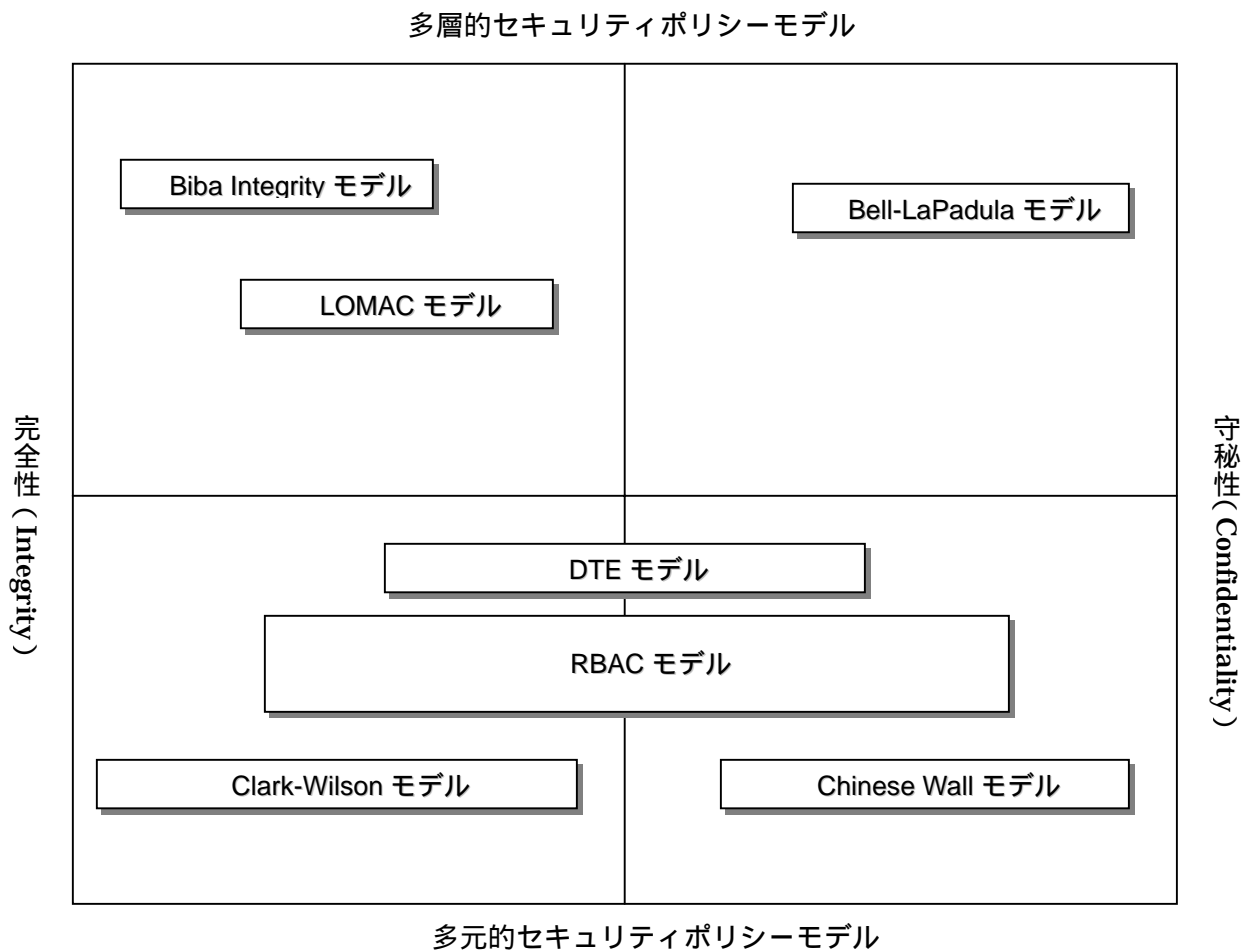 多層的セキュリティポリシーモデル
Biba Integrity モデル
Bell-LaPadula モデル
LOMAC モデル
完全性（Integrity）
守秘性（Confidentiality）
DTE モデル
RBAC モデル
Clark-Wilson モデル
Chinese Wall モデル
多元的セキュリティポリシーモデル